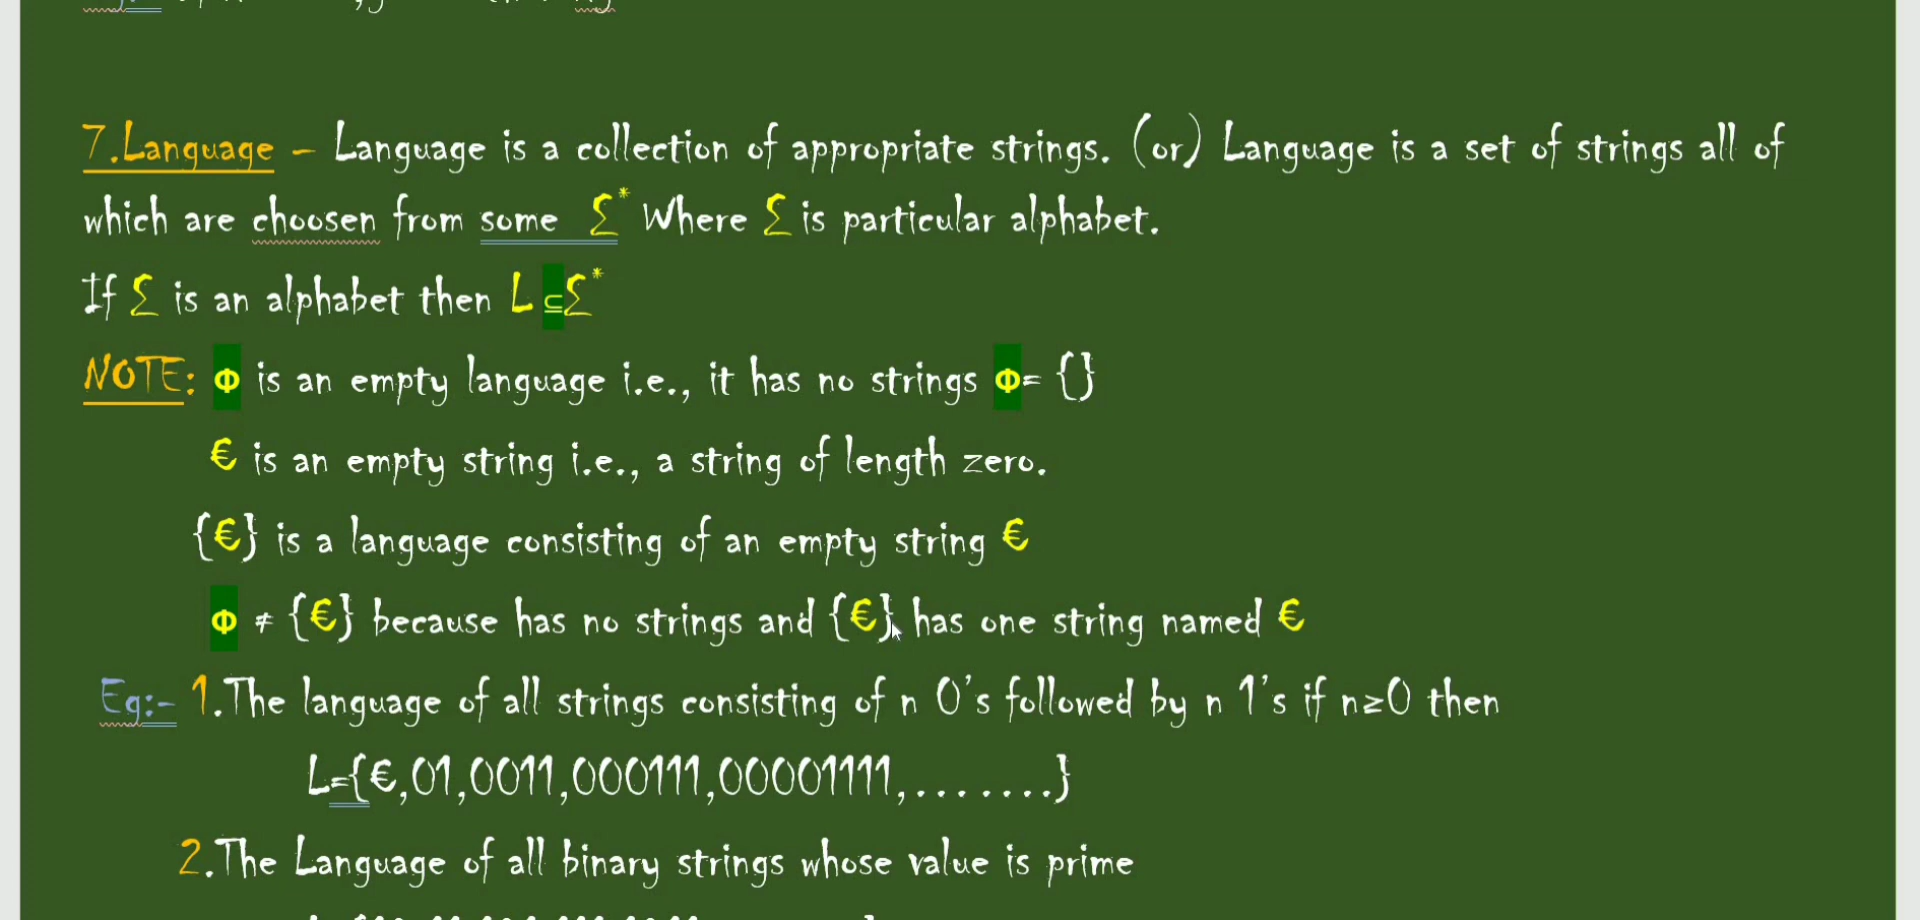 7.Language – Language is a collection of appropriate strings. (or) Language is a set of strings all of
which are choosen from some Σ* Where Σ is particular alphabet.
If Σ is an alphabet then L ⊆Σ*
NOTE: Φ is an empty language i.e., it has no strings Φ= {}
€ is an empty string i.e., a string of length zero.
{€} is a language consisting of an empty string €
Φ ≠ {€} because has no strings and {€} has one string named €
Eg:- 1.The language of all strings consisting of n 0's followed by n 1's if n≥0 then
L={€,01,0011,000111,00001111,.......}
2.The Language of all binary strings whose value is prime